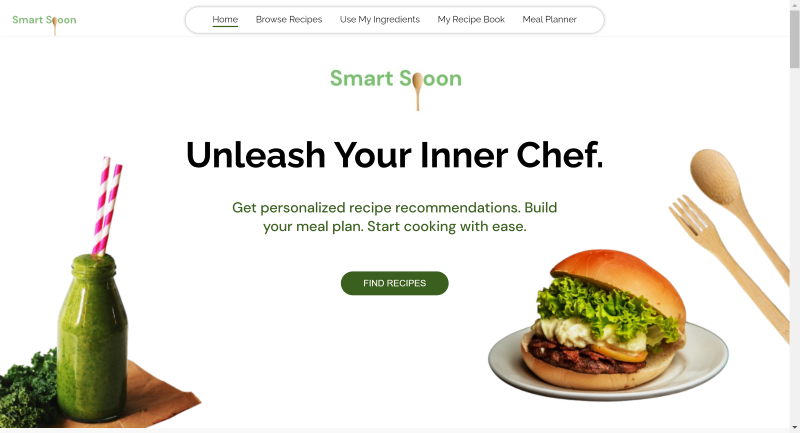 Smart Spoon
Home Browse Recipes Use My Ingredients My Recipe Book Meal Planner
Smart Spoon
Unleash Your Inner Chef.
Get personalized recipe recommendations. Build
your meal plan. Start cooking with ease.
FIND RECIPES